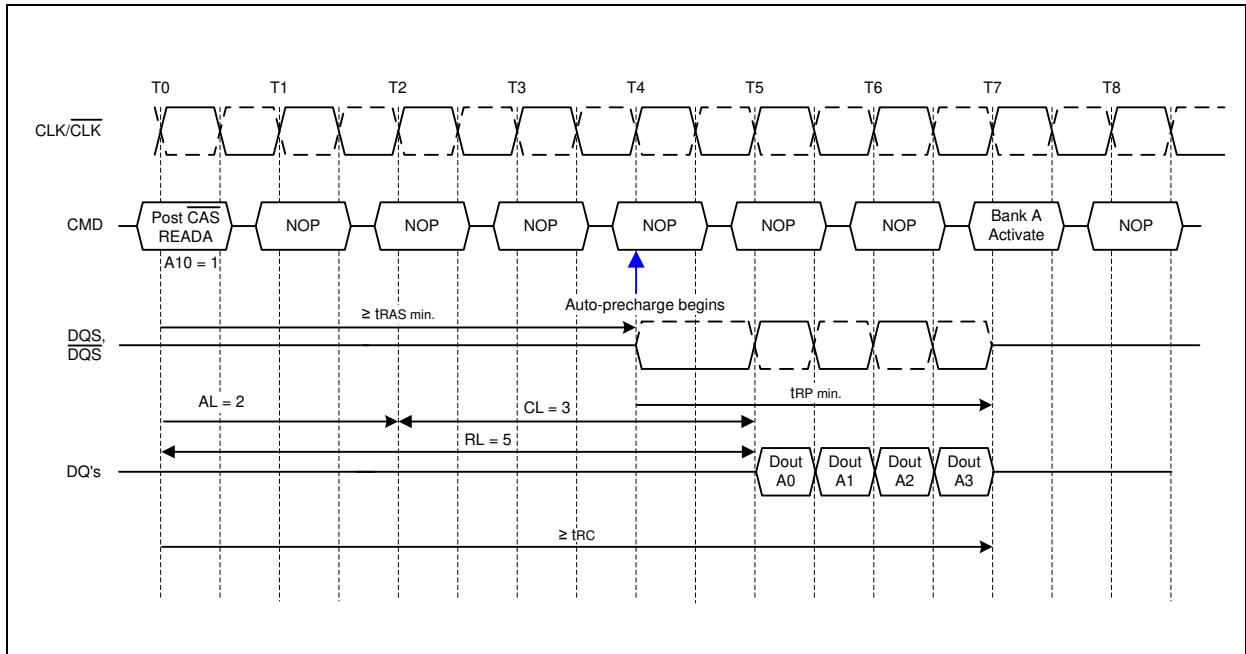 T0 T1 T2 T3 T4 T5 T6 T7 T8
CLK/CLK
CMD
Post CAS
READA
NOP
NOP
NOP
NOP
NOP
NOP
Bank A
Activate
NOP
A10 = 1
Auto-precharge begins
≥ tRAS min.
DQS,
DQS
tRP min.
AL = 2
CL = 3
RL = 5
DQ's
Dout
A0
Dout
A1
Dout
A2
Dout
A3
≥ tRC